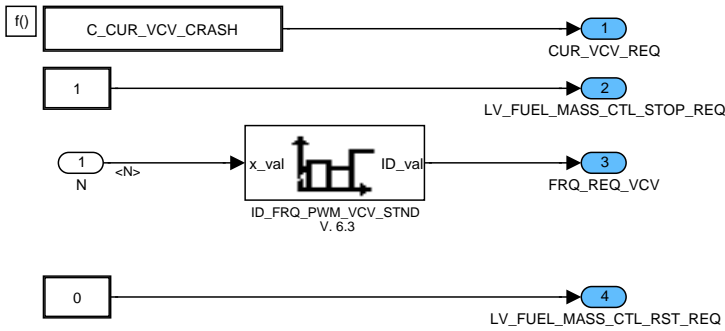 f()
C_CUR_VCV_CRASH
1
CUR_VCV_REQ
1
2
LV_FUEL_MASS_CTL_STOP_REQ
1
N
<N>
x_val
ID_val
ID_FRQ_PWM_VCV_STND
V. 6.3
3
FRQ_REQ_VCV
0
4
LV_FUEL_MASS_CTL_RST_REQ